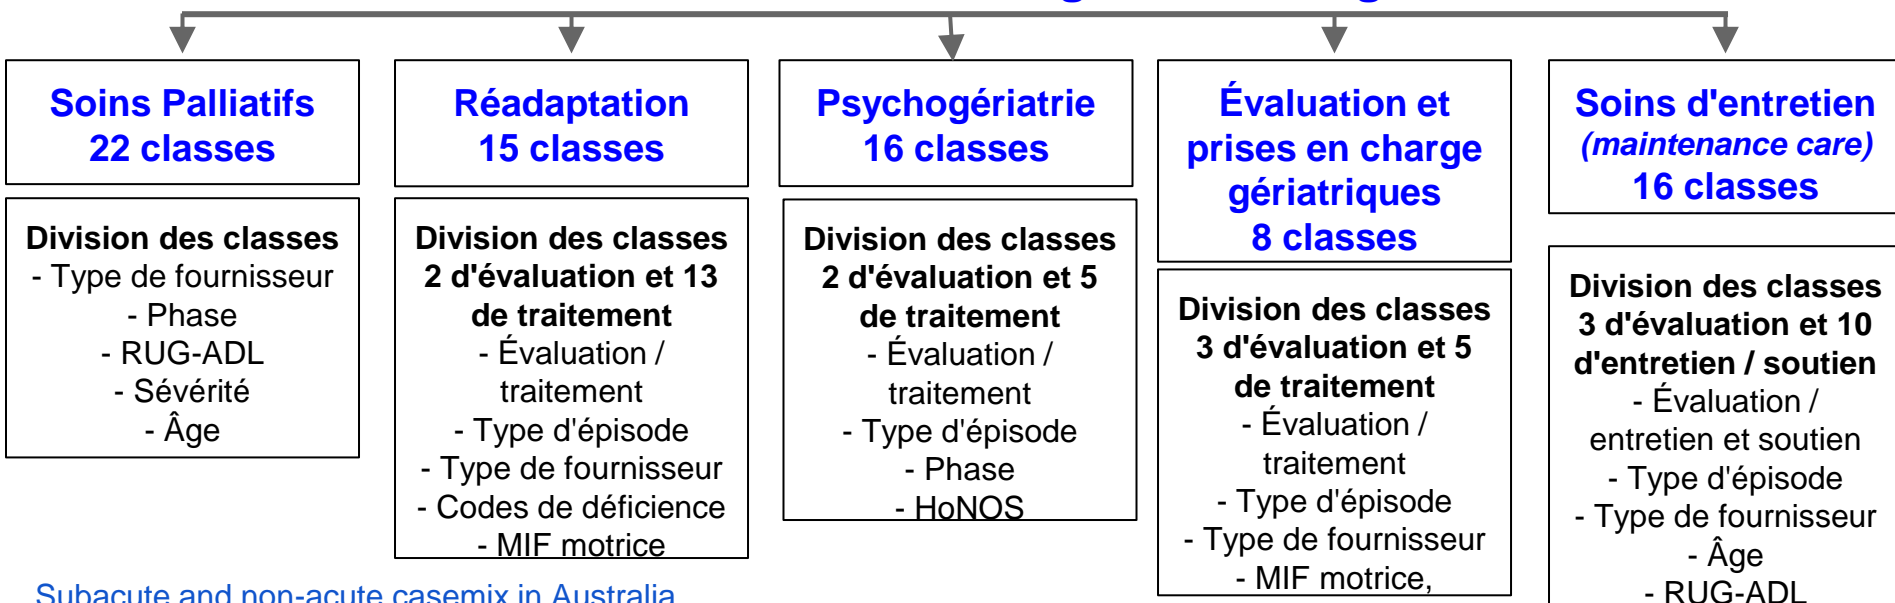 Soins Palliatifs
22 classes
Division des classes
- Type de fournisseur
- Phase
- RUG-ADL
- Sévérité
- Âge
Réadaptation
15 classes
Division des classes
2 d'évaluation et 13
de traitement
- Évaluation /
traitement
- Type d'épisode
- Type de fournisseur
- Codes de déficience
- MIF motrice
Psychogériatrie
16 classes
Division des classes
2 d'évaluation et 5
de traitement
- Évaluation /
traitement
- Type d'épisode
- Phase
- HoNOS
Évaluation et
prises en charge
gériatriques
8 classes
Division des classes
3 d'évaluation et 5
de traitement
- Évaluation /
traitement
- Type d'épisode
- Type de fournisseur
- MIF motrice,
Soins d'entretien
(maintenance care)
16 classes
Division des classes
3 d'évaluation et 10
d'entretien / soutien
- Évaluation /
entretien et soutien
- Type d'épisode
- Type de fournisseur
- Âge
- RUG-ADL
Subacute and non-acute casemix in Australia